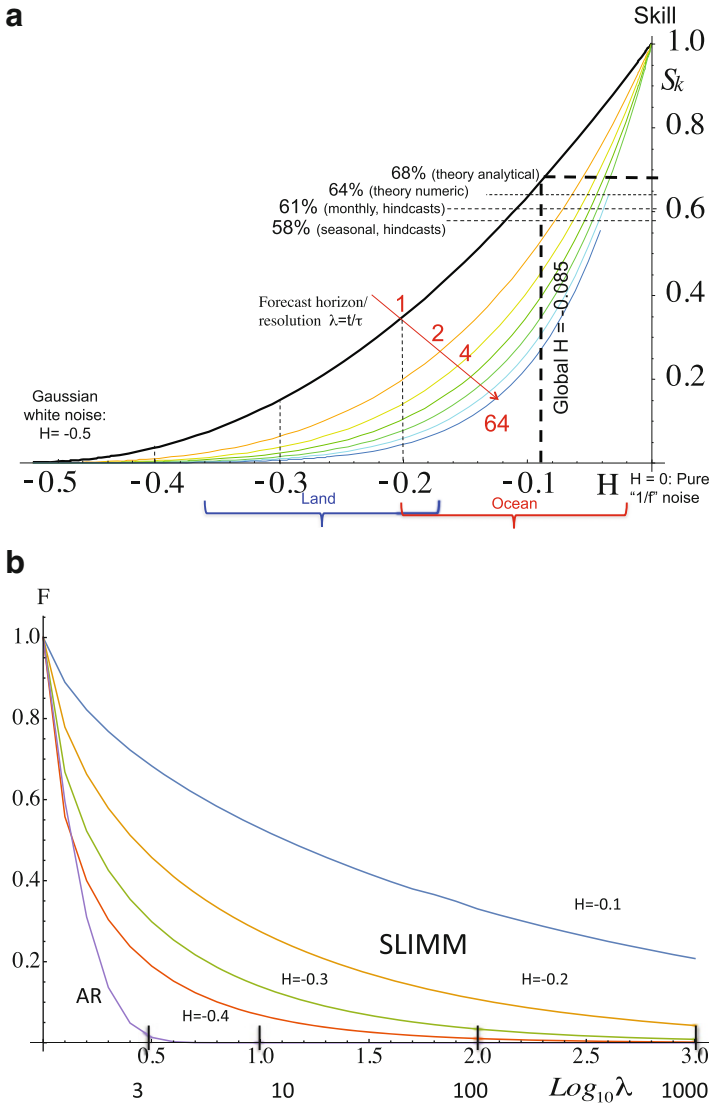 a
Skill
1.0
Sk
0.8
68% (theory analytical)
64% (theory numeric)
61% (monthly, hindcasts)
0.6
58% (seasonal, hindcasts)
Global H = -0.085
Forecast horizon/
resolution λ=t/τ
1
2
4
0.4
0.2
64
Gaussian
white noise:
H= -0.5
-0.5 -0.4 -0.3 -0.2 -0.1 H
H = 0: Pure
“1/f” noise
Land
Ocean
b
F
1.0
0.8
0.6
0.4
0.2
H=-0.1
SLIMM
H=-0.2
H=-0.3
H=-0.4
AR
0.5 1.0 1.5 2.0 2.5 3.0
3 10 100 Log10λ 1000